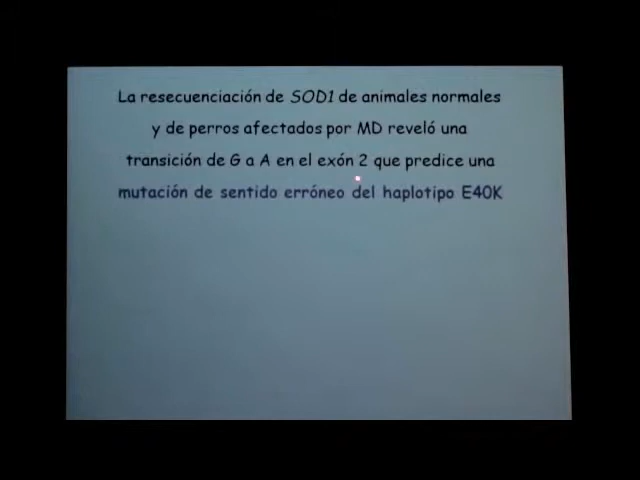 La resecuenciación de SOD1 de animales normales
y de perros afectados por MD reveló una
transición de G a A en el exón 2 que predice una
mutación de sentido erróneo del haplotipo E40K